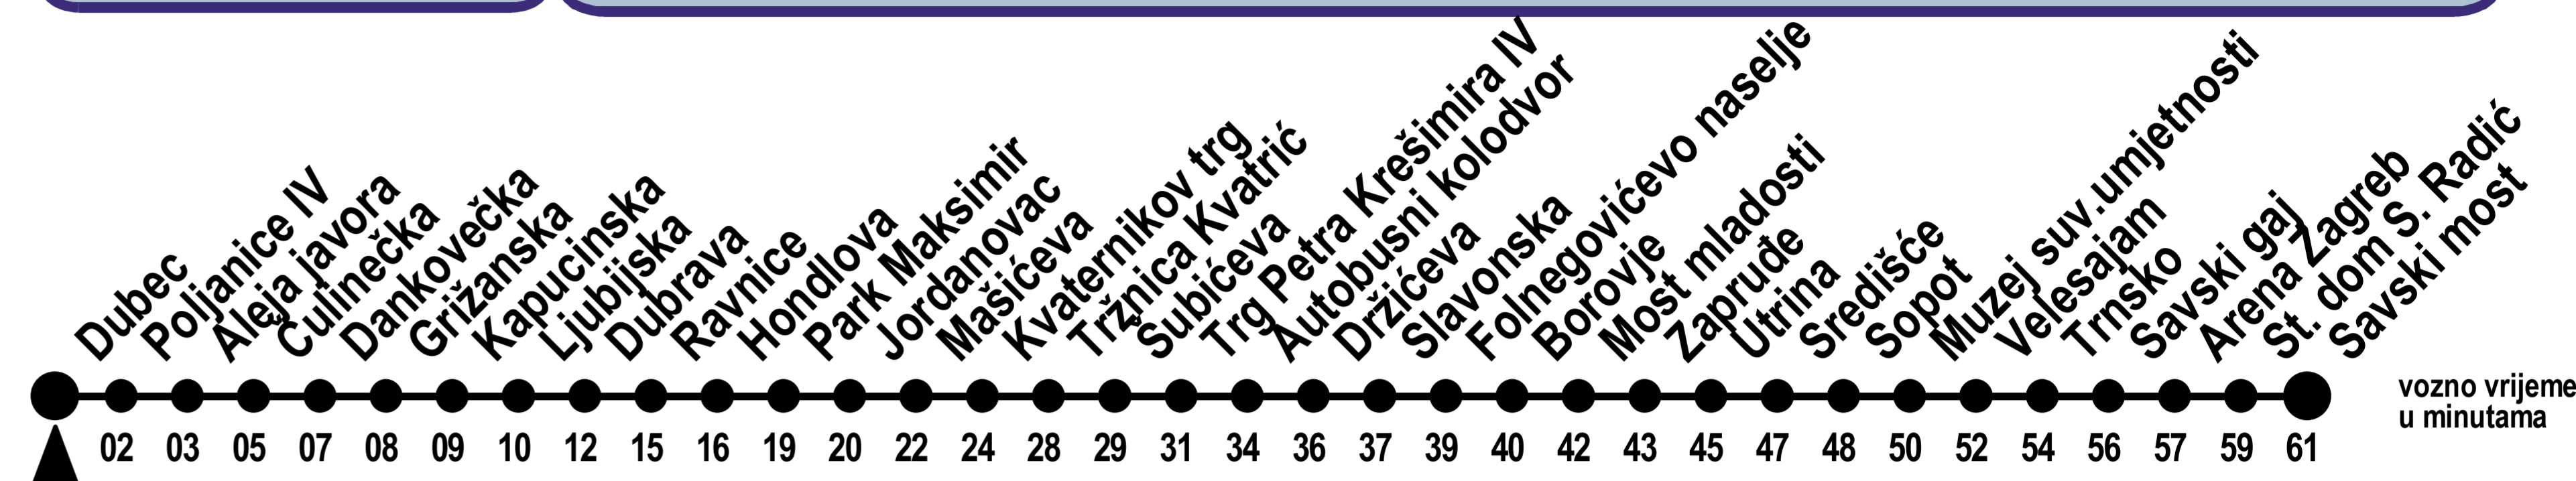 Dubec
Poljanice IV
Aleja javora
Čulinečka
Dankovečka
Grižanska
Kapucinska
Ljubijska
Dubrava
Ravnice
Hondlova
Park Maksimir
Jordanovac
Mašićeva
Kvaternikov trg
Tržnica Kvatrić
Šubićeva
Trg Petra Krešimira IV
Autobusni kolodvor
Držićeva
Slavonska
Folnegovićevo naselje
Borovje
Most mladosti
Zapruđe
Utrina
Središće
Sopot
Muzej suv.umjetnosti
Velesajam
Trnsko
Savski gaj
Arena Zagreb
St. dom S. Radić
Savski most
02 03 05 07 08 09 10 12 15 16 19 20 22 24 28 29 31 34 36 37 39 40 42 43 45 47 48 50 52 54 56 57 59 61
vozno vrijeme
u minutama